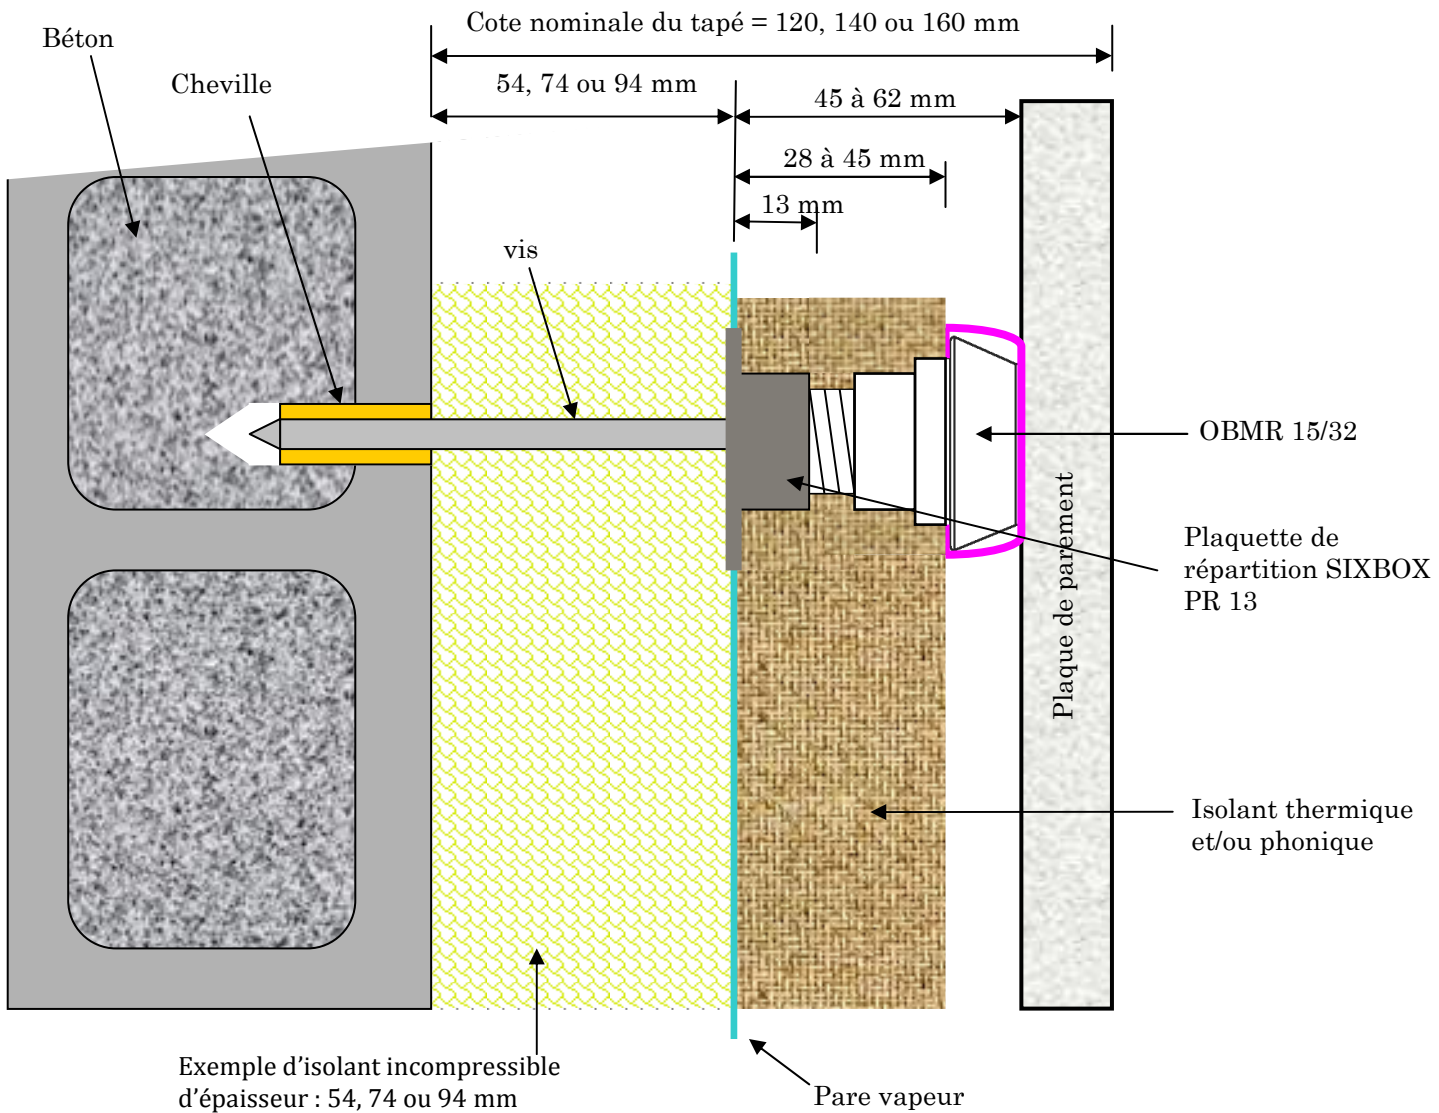 Cote nominale du tapé = 120, 140 ou 160 mm
Béton
Cheville
54, 74 ou 94 mm
45 à 62 mm
28 à 45 mm
13 mm
vis
OBMR 15/32
Plaque de parement
Plaquette de
répartition SIXBOX
PR 13
Isolant thermique
et/ou phonique
Exemple d'isolant incompressible
d'épaisseur : 54, 74 ou 94 mm
Pare vapeur